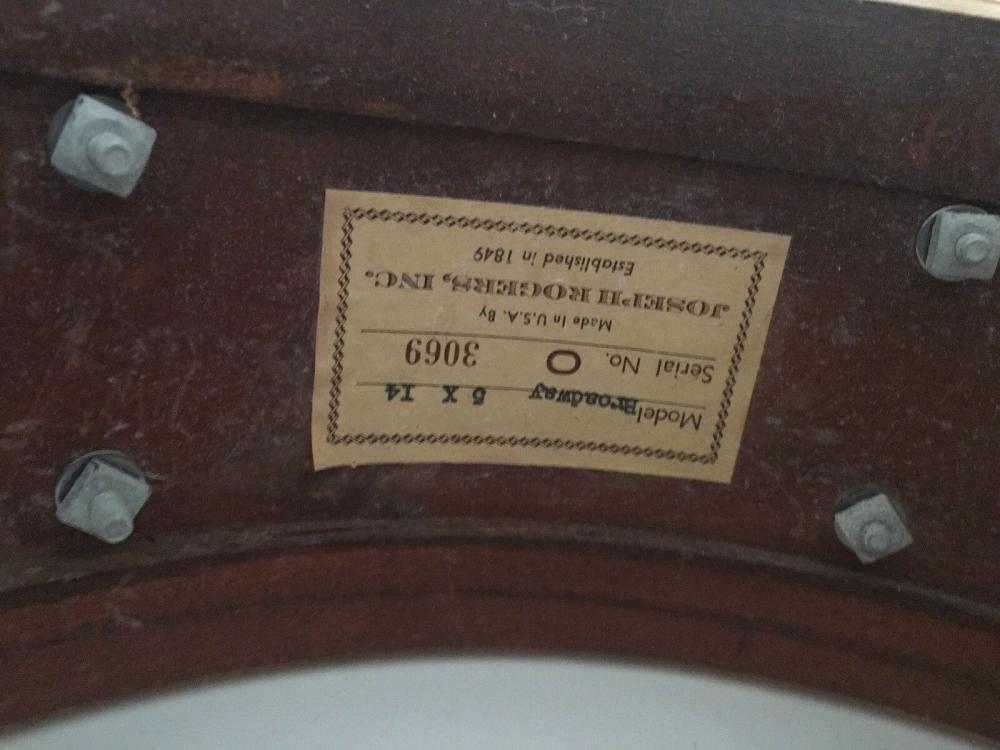 Model Broadway 5 X 14
Serial No. O 3069
Made In U.S.A. By
JOSEPH ROGERS, INC.
Established in 1849